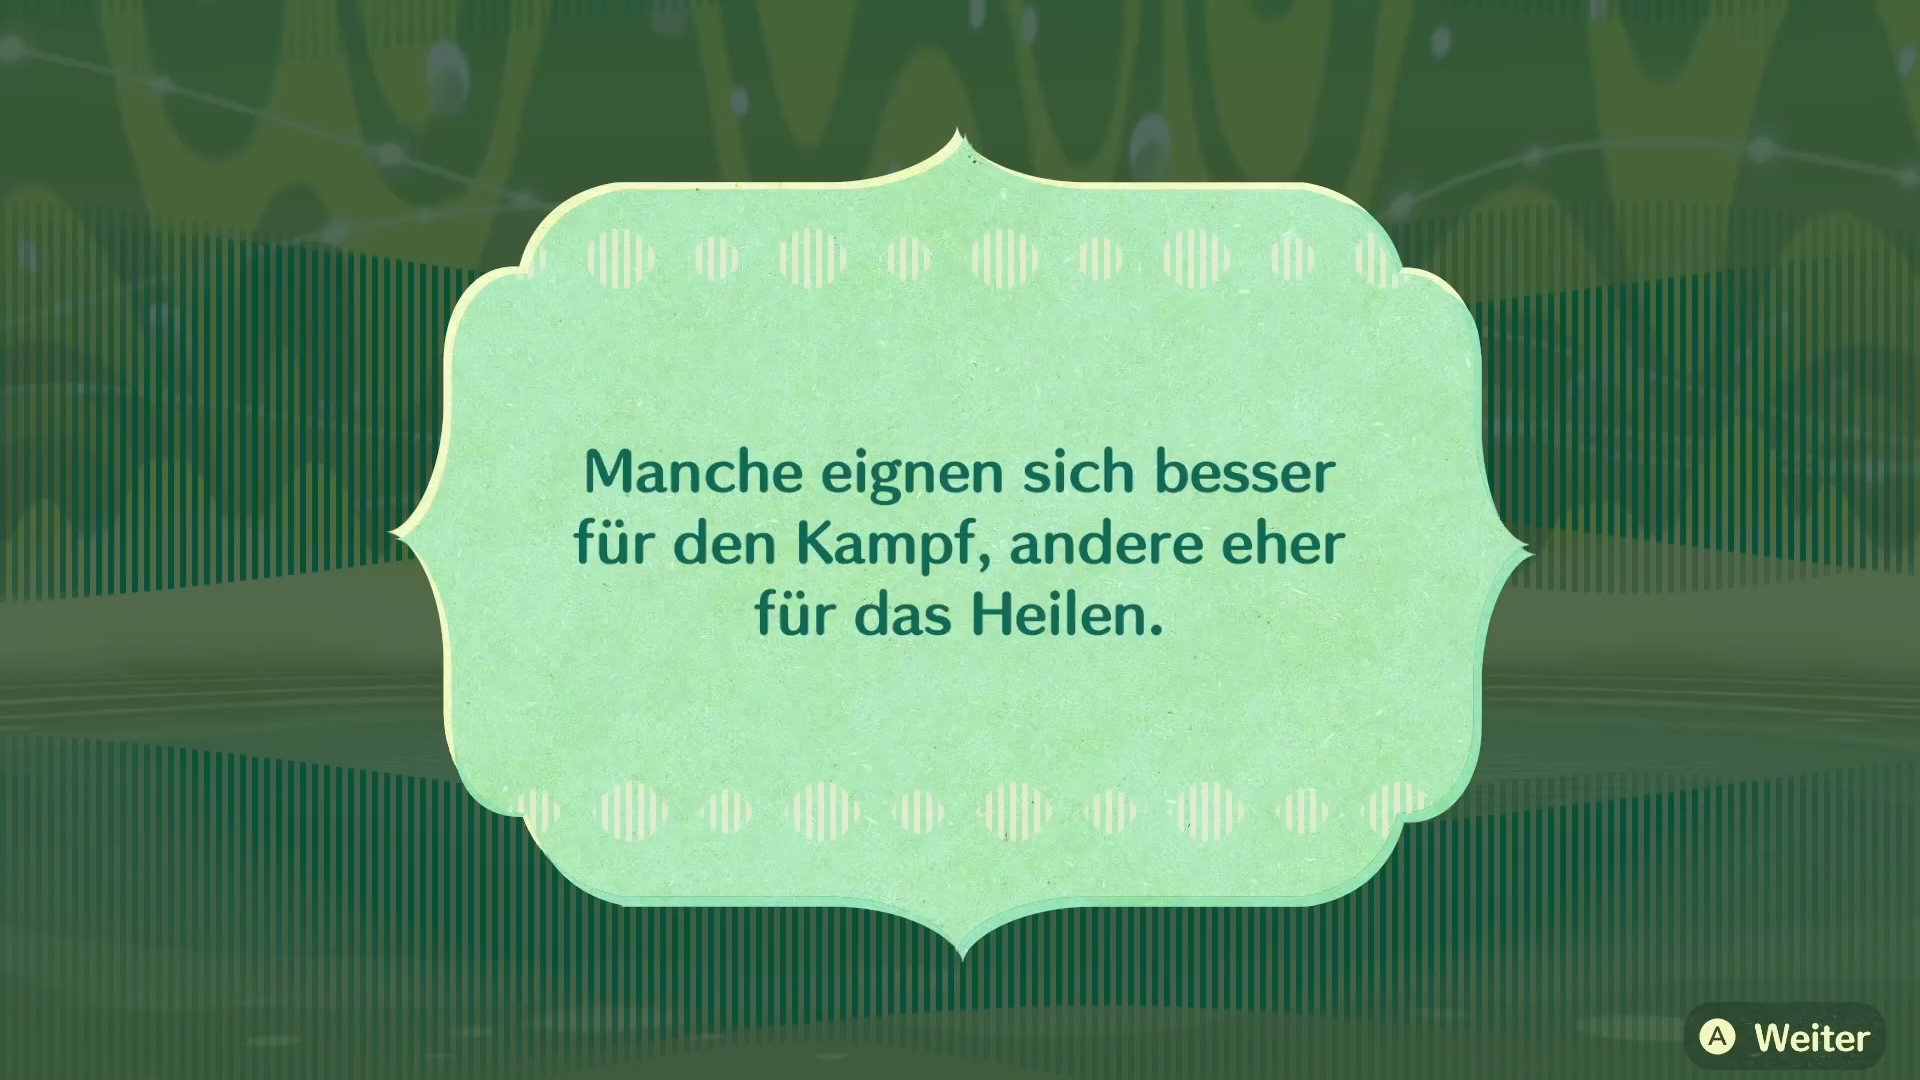 Manche eignen sich besser
für den Kampf, andere eher
für das Heilen.
A Weiter